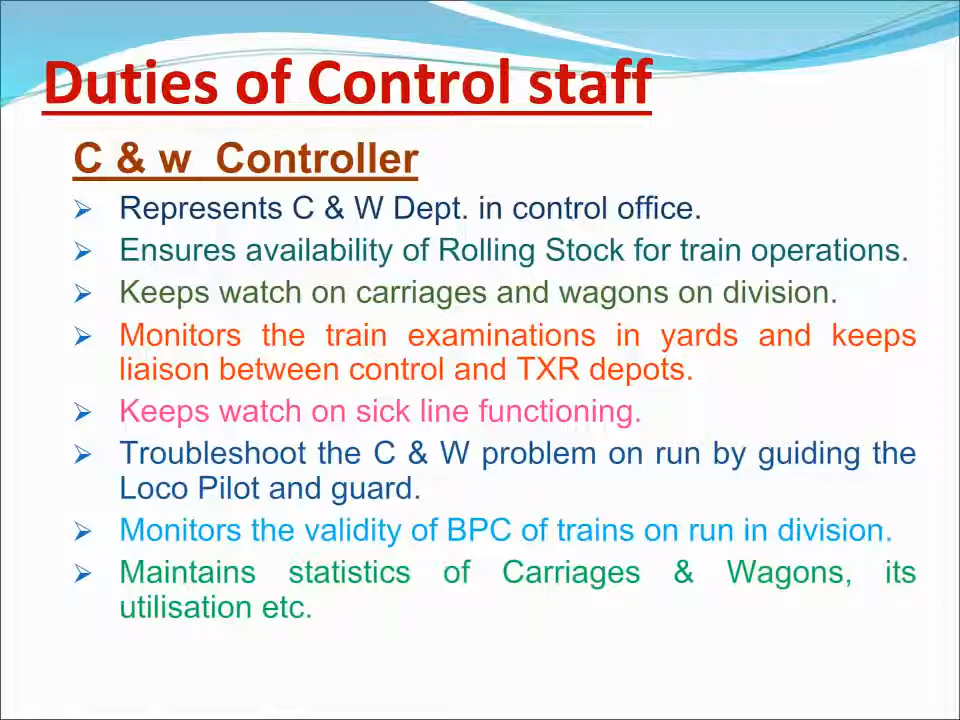 Duties of Control staff
C & w Controller
➢ Represents C & W Dept. in control office.
➢ Ensures availability of Rolling Stock for train operations.
➢ Keeps watch on carriages and wagons on division.
➢ Monitors the train examinations in yards and keeps
liaison between control and TXR depots.
➢ Keeps watch on sick line functioning.
➢ Troubleshoot the C & W problem on run by guiding the
Loco Pilot and guard.
➢ Monitors the validity of BPC of trains on run in division.
➢ Maintains statistics of Carriages & Wagons, its
utilisation etc.